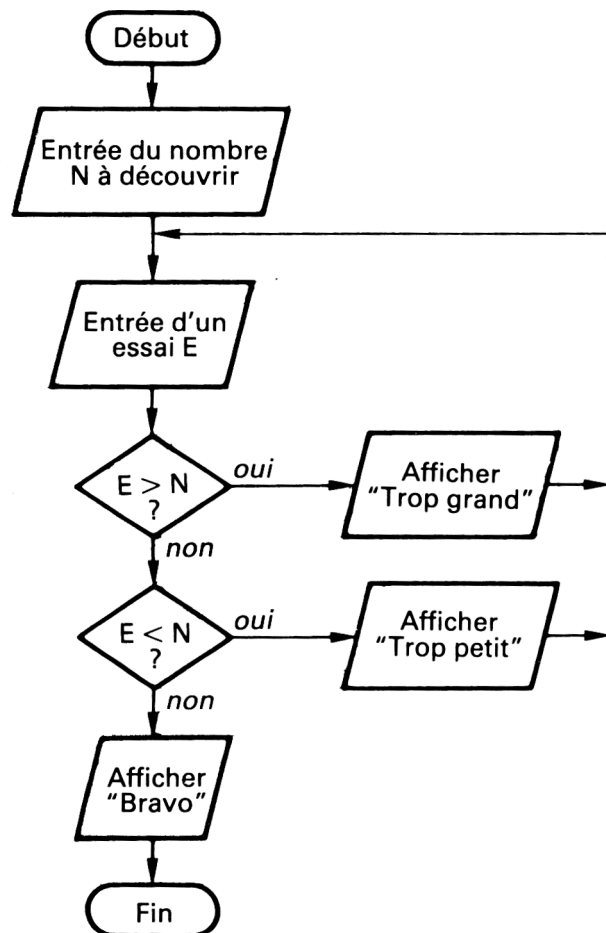 Début
Entrée du nombre
N à découvrir
Entrée d'un
essai E
E > N
?
oui
Afficher
“Trop grand”
non
E < N
?
oui
Afficher
“Trop petit”
non
Afficher
“Bravo”
Fin